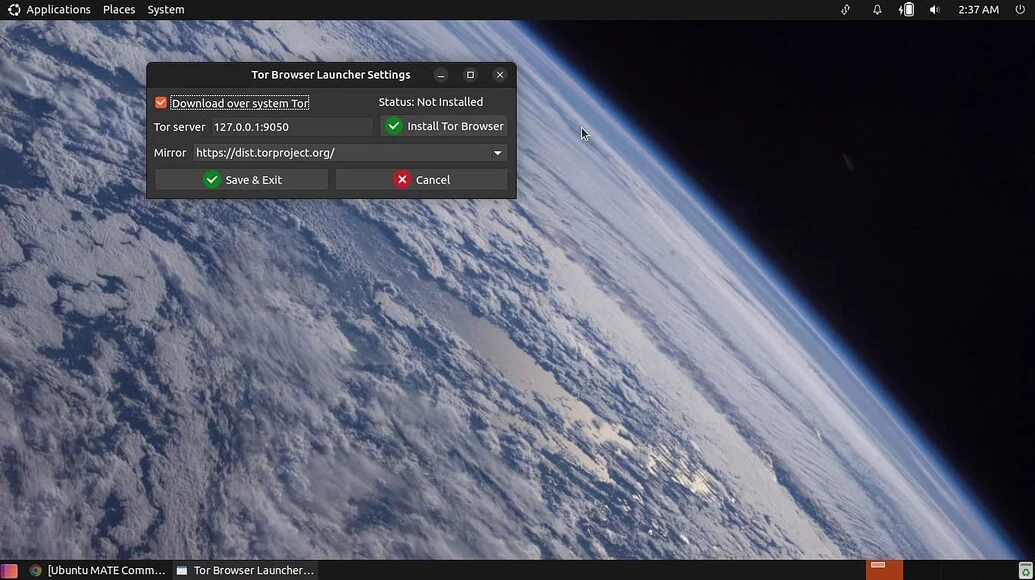 Applications Places System 2:37 AM
Tor Browser Launcher Settings
Download over system Tor Status: Not Installed
Tor server 127.0.0.1:9050 Install Tor Browser
Mirror https://dist.torproject.org/
Save & Exit Cancel
[Ubuntu MATE Comm... Tor Browser Launcher...